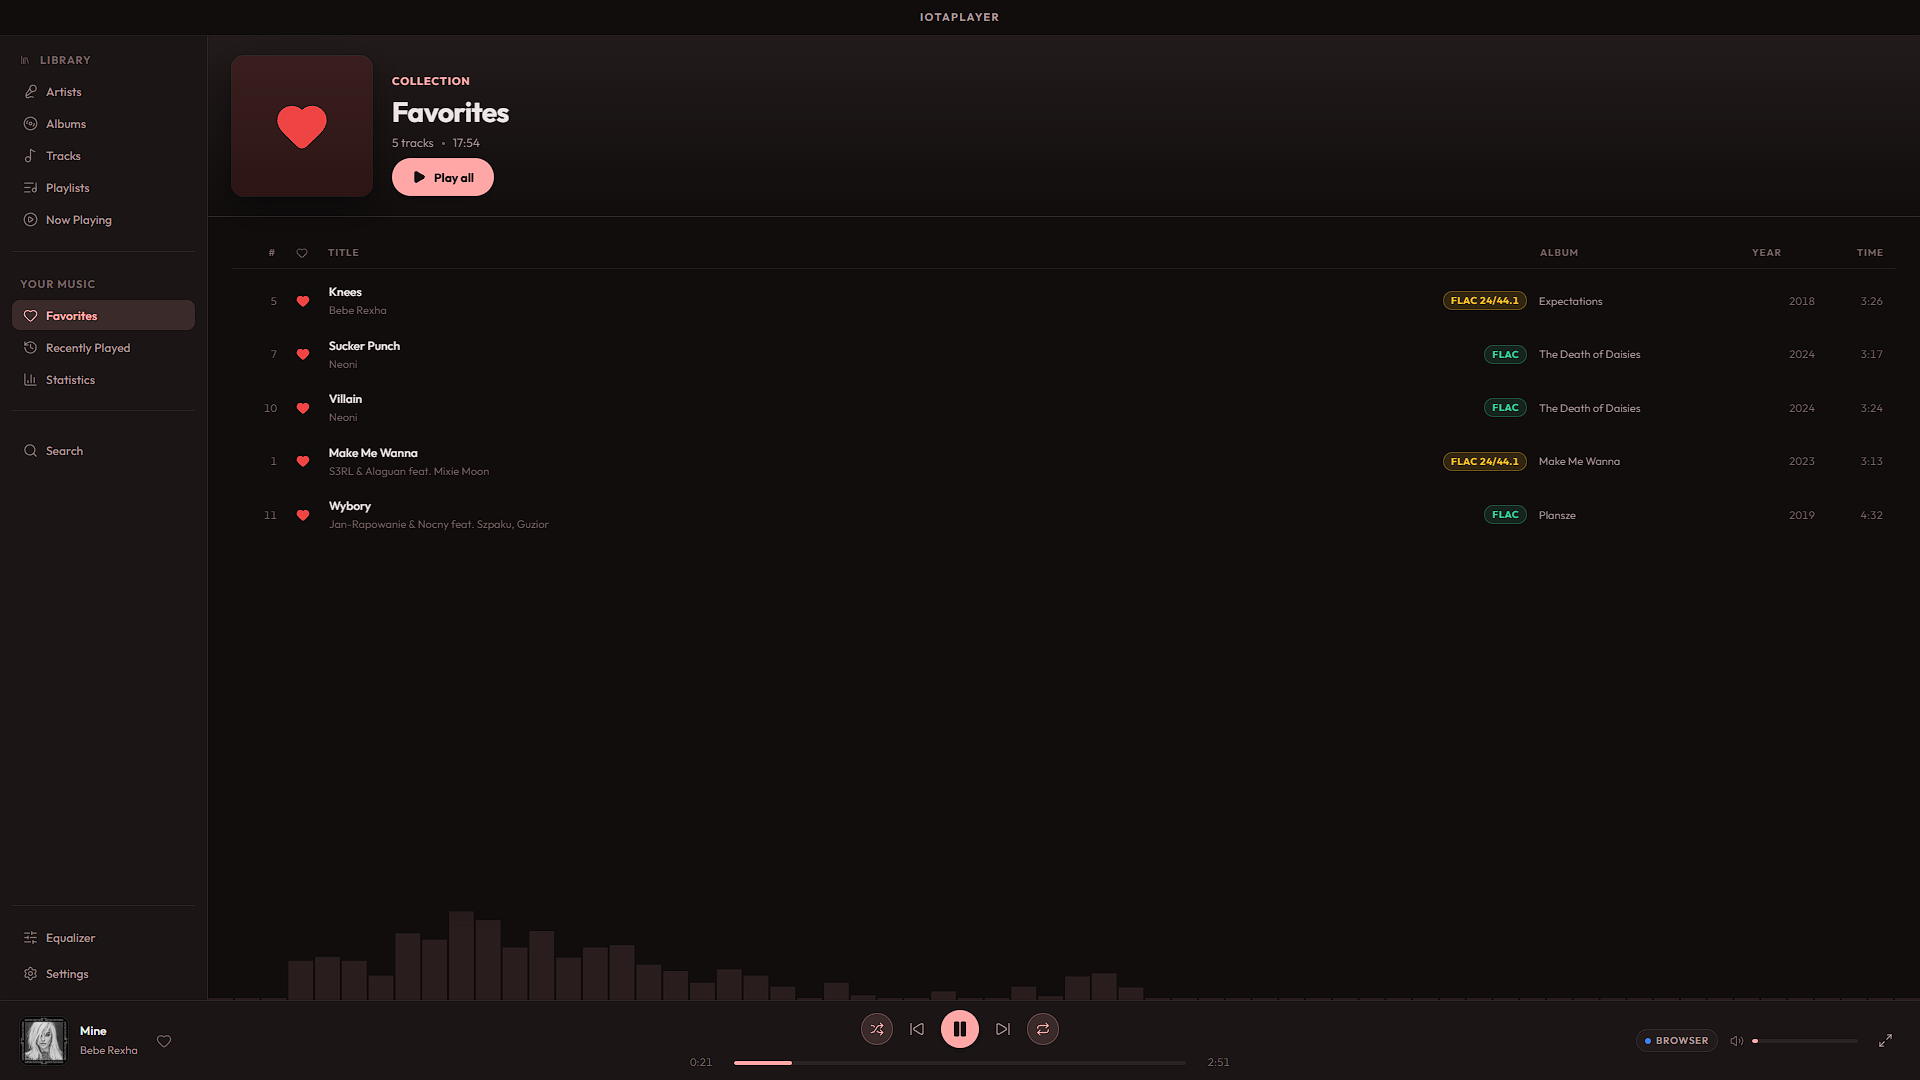 IOTAPLAYER
LIBRARY
Artists
Albums
Tracks
Playlists
Now Playing
YOUR MUSIC
Favorites
Recently Played
Statistics
Search
Equalizer
Settings
COLLECTION
Favorites
5 tracks • 17:54
Play all
# TITLE ALBUM YEAR TIME
5 Knees FLAC 24/44.1 Expectations 2018 3:26
Bebe Rexha
7 Sucker Punch FLAC The Death of Daisies 2024 3:17
Neoni
10 Villain FLAC The Death of Daisies 2024 3:24
Neoni
1 Make Me Wanna FLAC 24/44.1 Make Me Wanna 2023 3:13
S3RL & Alaguan feat. Mixie Moon
11 Wybory FLAC Plansze 2019 4:32
Jan-Rapowanie & Nocny feat. Szpaku, Guzior
Mine
Bebe Rexha
0:21 2:51
BROWSER